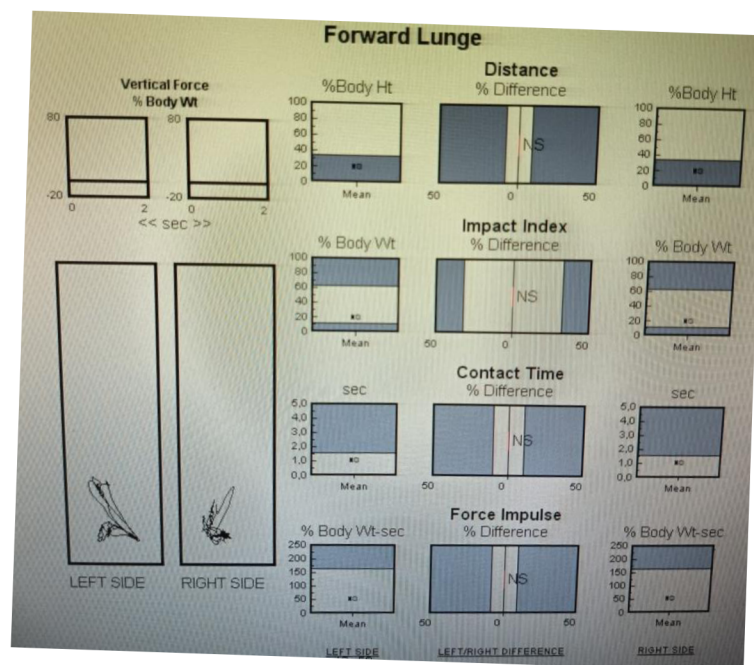 Forward Lunge
Vertical Force
% Body Wt
80
-20
0
2
80
-20
0
2
<< sec >>
LEFT SIDE
RIGHT SIDE
Distance
%Body Ht
100
80
60
40
20
0
Mean
% Difference
NS
50
0
50
%Body Ht
100
80
60
40
20
0
Mean
Impact Index
% Body Wt
100
80
60
40
20
0
Mean
% Difference
NS
50
0
50
% Body Wt
100
80
60
40
20
0
Mean
Contact Time
sec
5,0
4,0
3,0
2,0
1,0
0,0
Mean
% Difference
NS
50
0
50
sec
5,0
4,0
3,0
2,0
1,0
0,0
Mean
Force Impulse
% Body Wt-sec
250
200
150
100
50
0
Mean
% Difference
NS
50
0
50
% Body Wt-sec
250
200
150
100
50
0
Mean
LEFT SIDE
LEFT/RIGHT DIFFERENCE
RIGHT SIDE